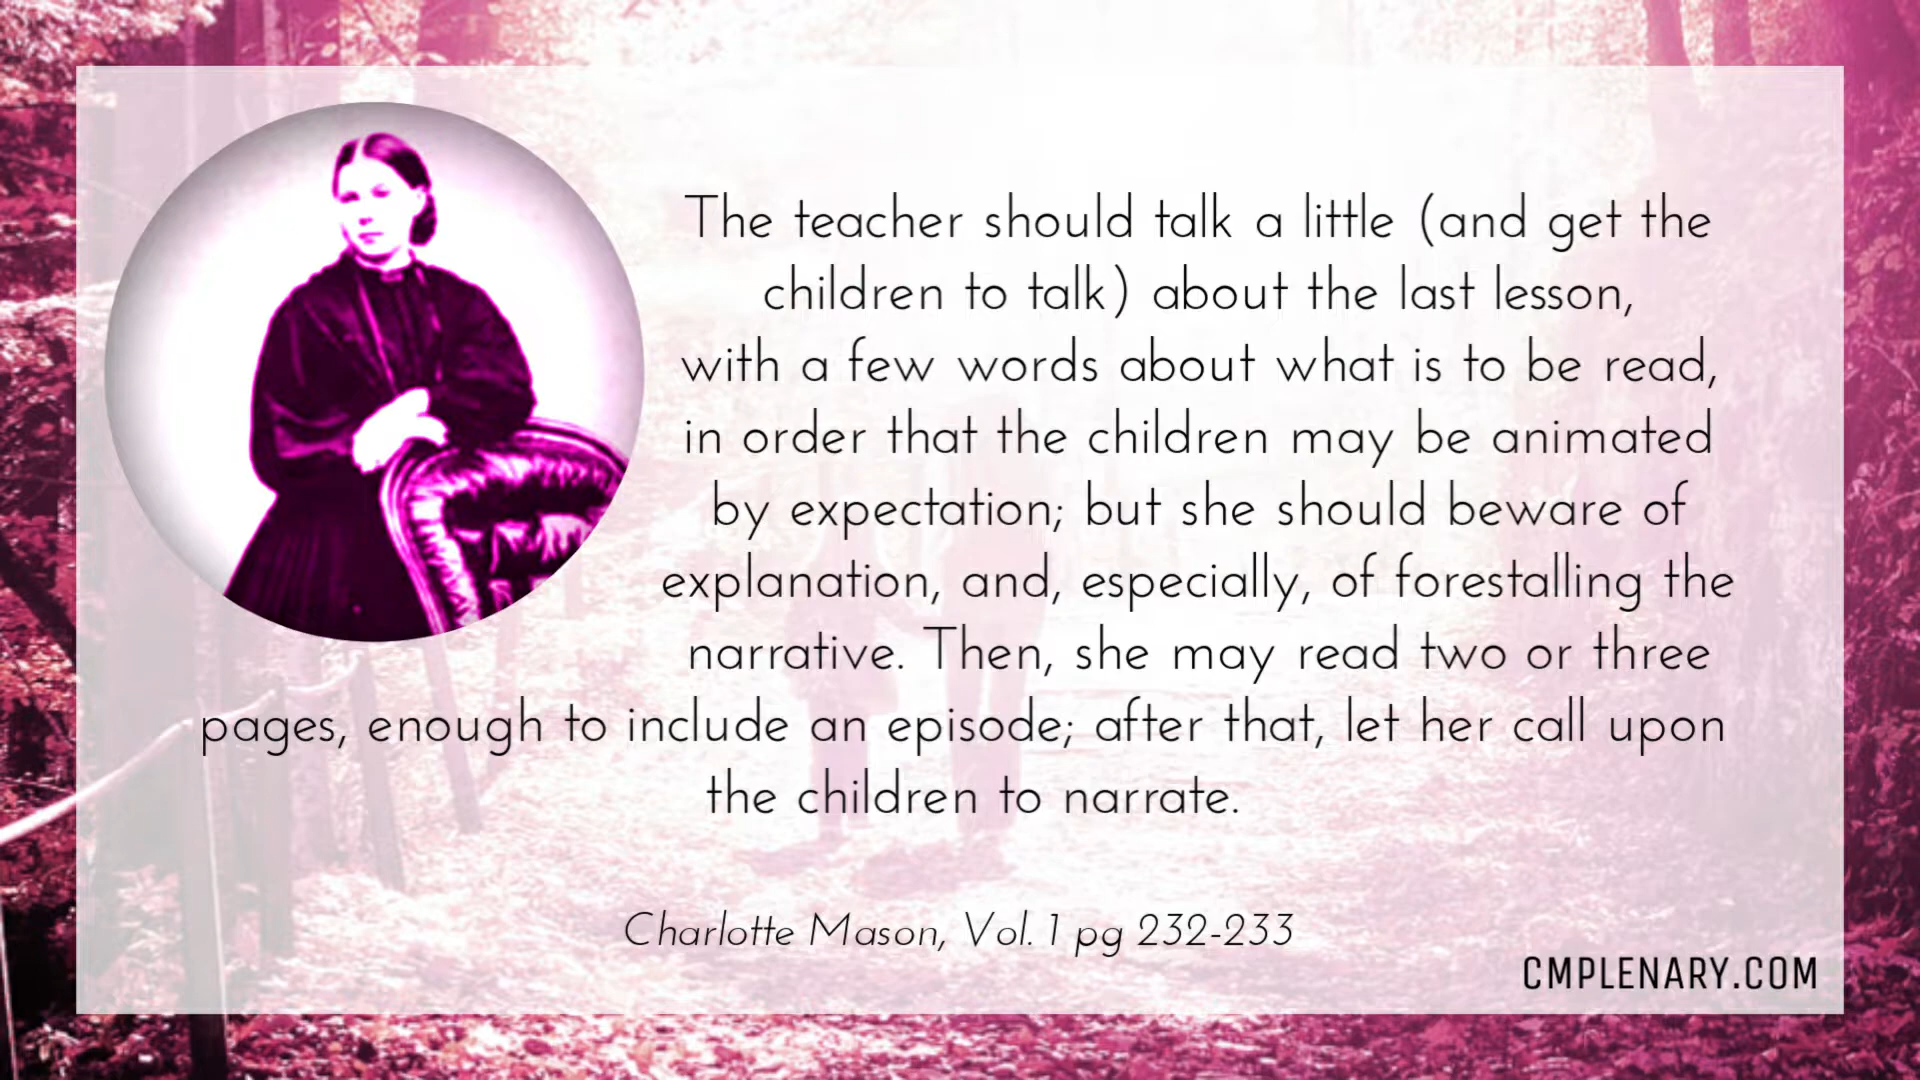 The teacher should talk a little (and get the
children to talk) about the last lesson,
with a few words about what is to be read,
in order that the children may be animated
by expectation; but she should beware of
explanation, and, especially, of forestalling the
narrative. Then, she may read two or three
pages, enough to include an episode; after that, let her call upon
the children to narrate.
Charlotte Mason, Vol. 1 pg 232-233
CMPLENARY.COM